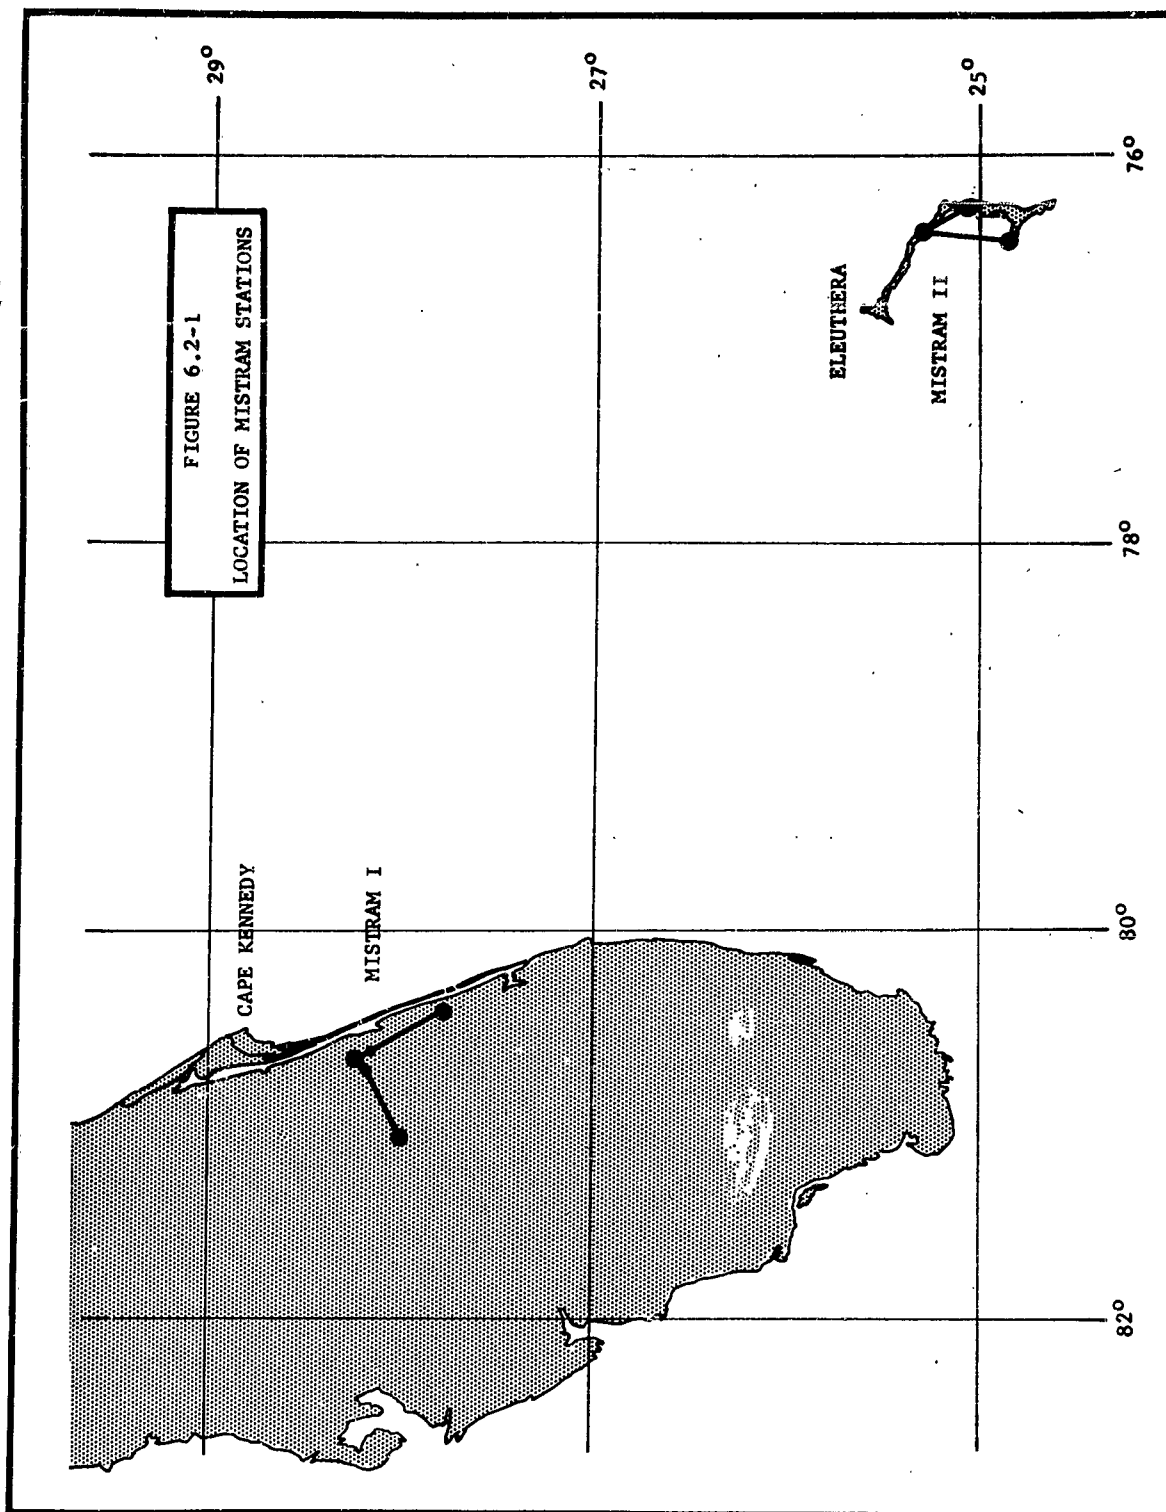 FIGURE 6.2-1
LOCATION OF MISTRAM STATIONS
29°
27°
25°
CAPE KENNEDY
MISTRAM I
ELEUTHERA
MISTRAM II
82°
80°
78°
76°